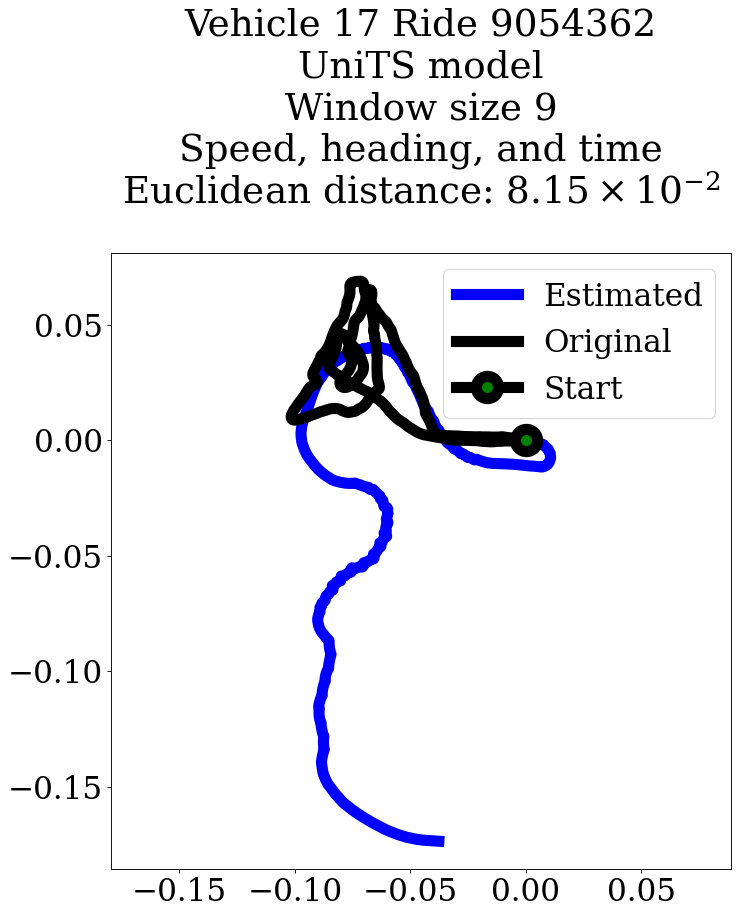 Vehicle 17 Ride 9054362
UniTS model
Window size 9
Speed, heading, and time
Euclidean distance: 8.15 × 10⁻²
Estimated
Original
Start
0.05
0.00
−0.05
−0.10
−0.15
−0.15 −0.10 −0.05 0.00 0.05